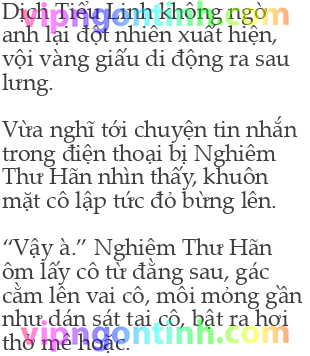 Dịch Tiểu Linh không ngờ
anh lại đột nhiên xuất hiện,
vội vàng giấu di động ra sau
lưng.
Vừa nghĩ tới chuyện tin nhắn
trong điện thoại bị Nghiêm
Thư Hãn nhìn thấy, khuôn
mặt cô lập tức đỏ bừng lên.
“Vậy à.” Nghiêm Thư Hãn
ôm lấy cô từ đằng sau, gác
cằm lên vai cô, môi mỏng gần
như dán sát tai cô, bật ra hơi
thở mê hoặc.
vipngontinh.com
vipngontinh.com